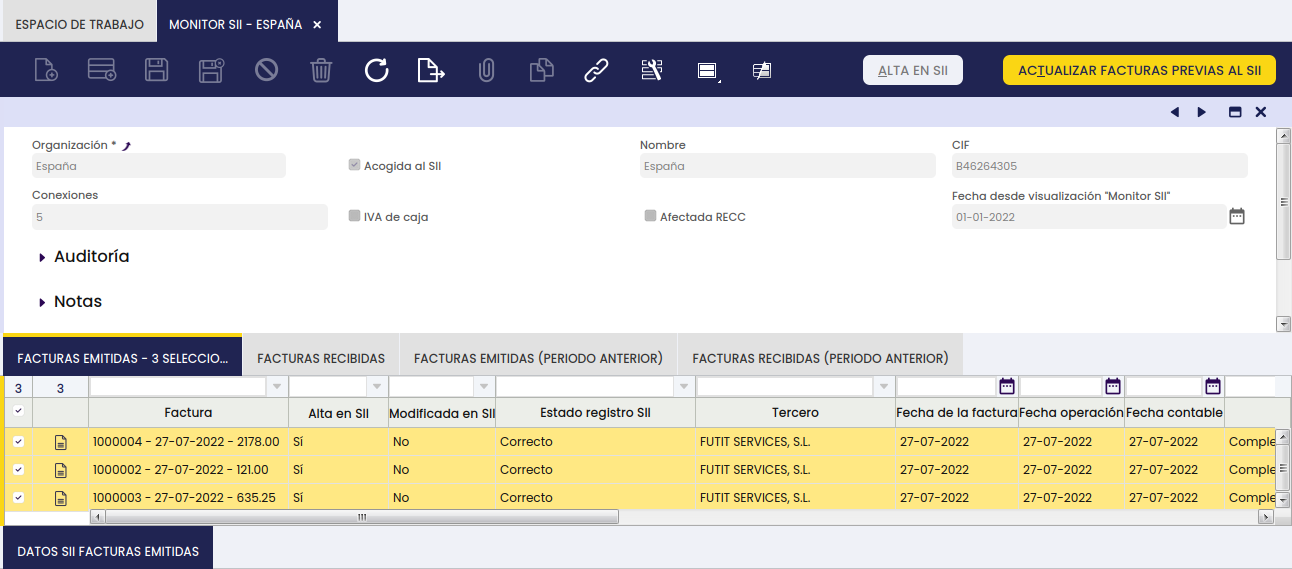 ESPACIO DE TRABAJO MONITOR SII - ESPAÑA ×
ALTA EN SII ACTUALIZAR FACTURAS PREVIAS AL SII
Organización * Nombre CIF
España Acogida al SII España B46264305
Conexiones Fecha desde visualización "Monitor SII"
5 IVA de caja Afectada RECC 01-01-2022
Auditoría
Notas
FACTURAS EMITIDAS - 3 SELECCIO... FACTURAS RECIBIDAS FACTURAS EMITIDAS (PERIODO ANTERIOR) FACTURAS RECIBIDAS (PERIODO ANTERIOR)
3 3
Factura Alta en SII Modificada en SII Estado registro SII Tercero Fecha de la factura Fecha operación Fecha contable
1000004 - 27-07-2022 - 2178.00 Sí No Correcto FUTIT SERVICES, S.L. 27-07-2022 27-07-2022 27-07-2022 Comple
1000002 - 27-07-2022 - 121.00 Sí No Correcto FUTIT SERVICES, S.L. 27-07-2022 27-07-2022 27-07-2022 Comple
1000003 - 27-07-2022 - 635.25 Sí No Correcto FUTIT SERVICES, S.L. 27-07-2022 27-07-2022 27-07-2022 Comple
DATOS SII FACTURAS EMITIDAS